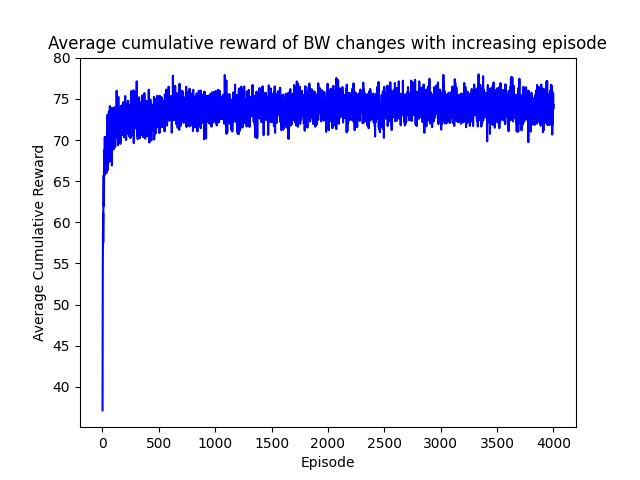 Average cumulative reward of BW changes with increasing episode
80
75
70
65
60
55
50
45
40
Average Cumulative Reward
0 500 1000 1500 2000 2500 3000 3500 4000
Episode